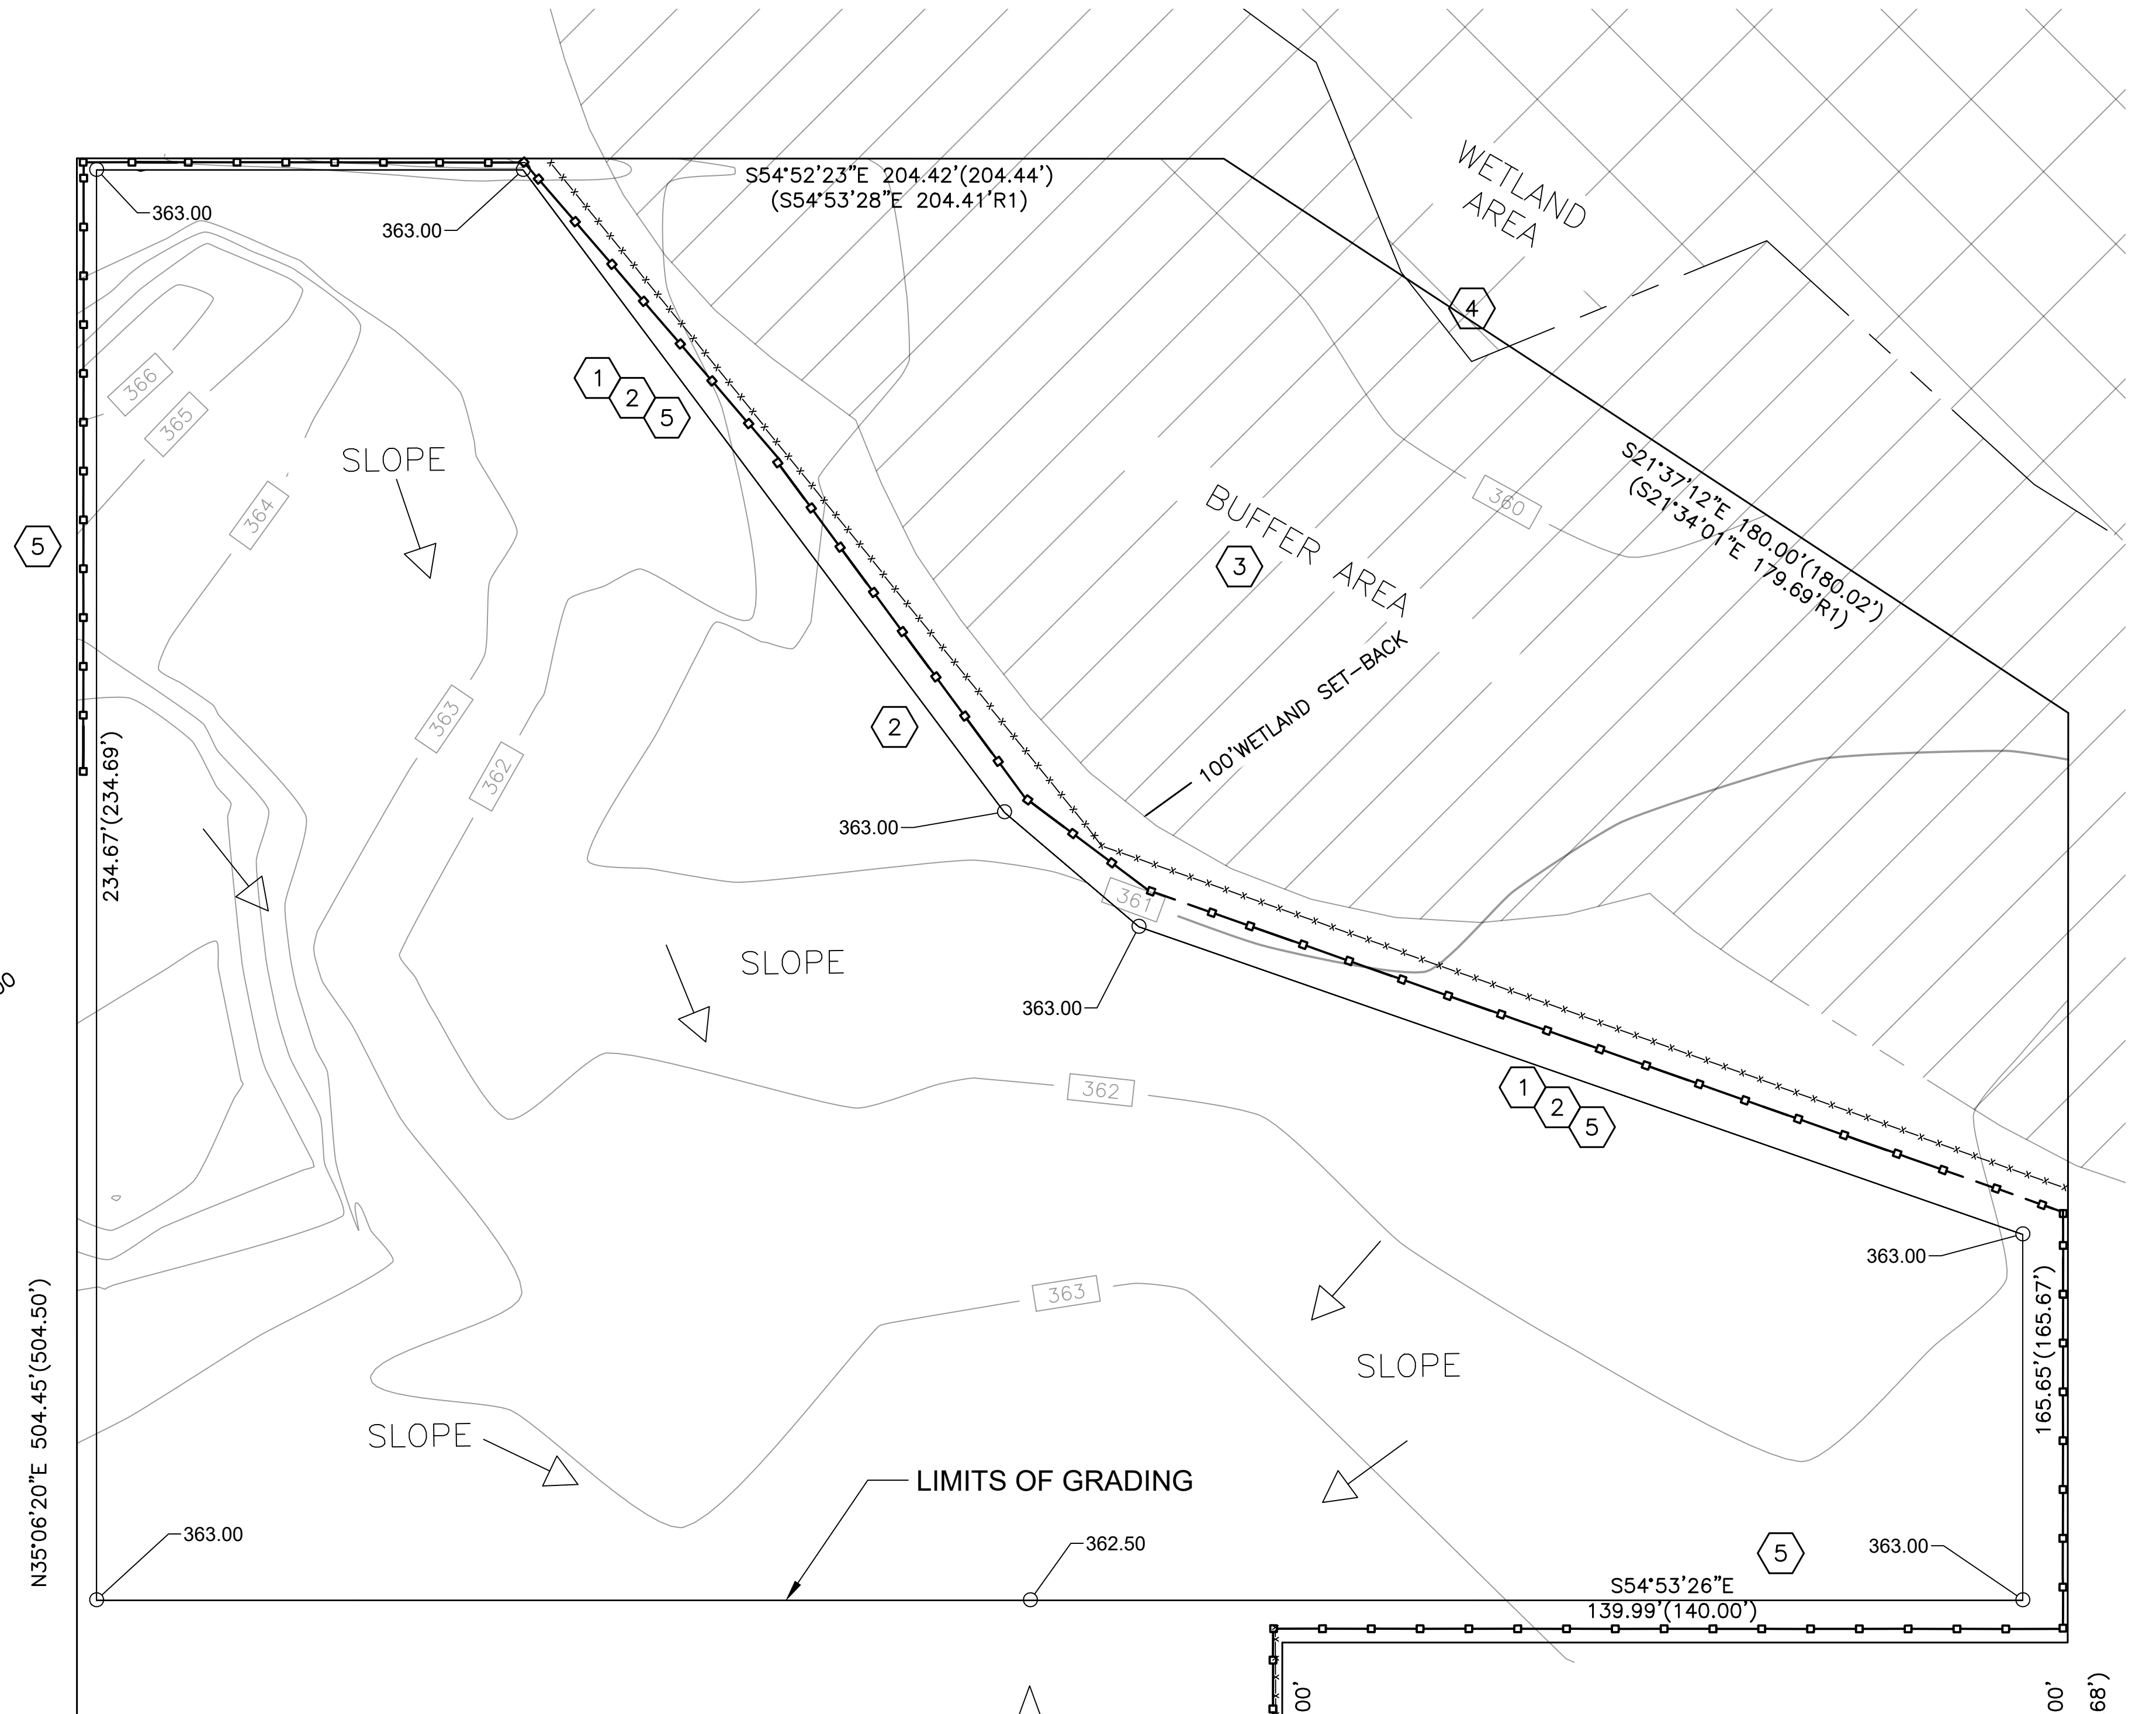 WETLAND
AREA
S54°52'23"E 204.42'(204.44')
(S54°53'28"E 204.41'R1)
363.00
363.00
4
1
2
5
366
365
SLOPE
364
5
S21°37'12"E 180.00'(180.02')
(S21°34'01"E 179.69'R1)
360
BUFFER AREA
3
100'WETLAND SET-BACK
363
2
362
234.67'(234.69')
363.00
361
SLOPE
363.00
362
1
2
5
363.00
363
SLOPE
165.65'(165.67')
N35°06'20"E 504.45'(504.50')
SLOPE
LIMITS OF GRADING
363.00
362.50
5
363.00
S54°53'26"E
139.99'(140.00')
00'
00'
68')